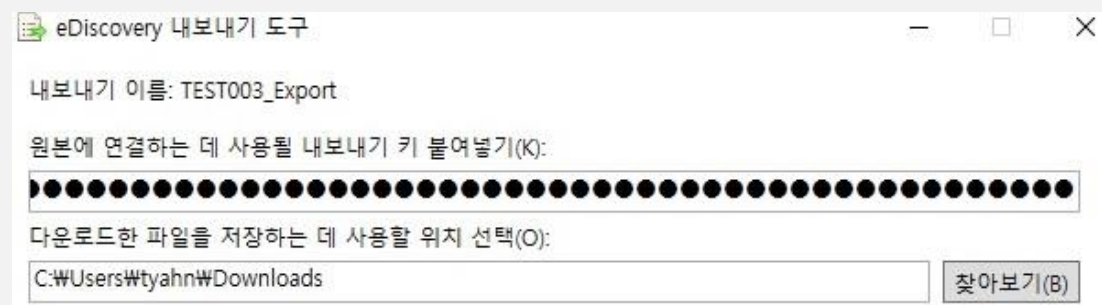 eDiscovery 내보내기 도구
내보내기 이름: TEST003_Export
원본에 연결하는 데 사용될 내보내기 키 붙여넣기(K):
●●●●●●●●●●●●●●●●●●●●●●●●●●●●●●●●●●●●●●●●●●●●●●●●●●●●●●●
다운로드한 파일을 저장하는 데 사용할 위치 선택(O):
C:₩Users₩tyahn₩Downloads 찾아보기(B)